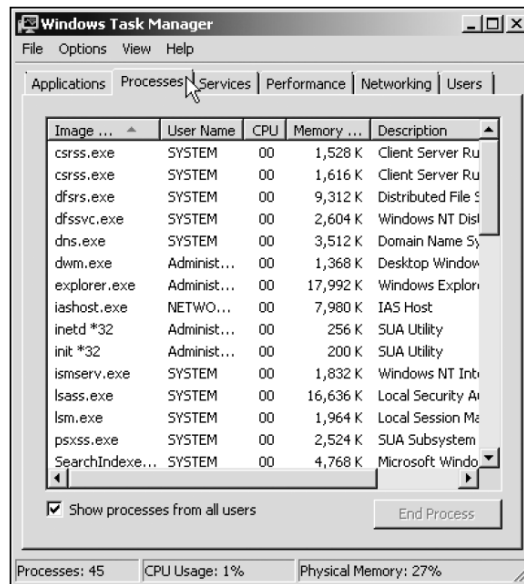 Windows Task Manager
File Options View Help
Applications Processes Services Performance Networking Users
Image ... User Name CPU Memory ... Description
csrss.exe SYSTEM 00 1,528 K Client Server Ru
csrss.exe SYSTEM 00 1,616 K Client Server Ru
dfsrs.exe SYSTEM 00 9,312 K Distributed File S
dfssvc.exe SYSTEM 00 2,604 K Windows NT Dist
dns.exe SYSTEM 00 3,512 K Domain Name Sy
dwm.exe Administ... 00 1,368 K Desktop Window
explorer.exe Administ... 00 17,992 K Windows Explore
iashost.exe NETWO... 00 7,980 K IAS Host
inetd *32 Administ... 00 256 K SUA Utility
init *32 Administ... 00 200 K SUA Utility
ismserv.exe SYSTEM 00 1,832 K Windows NT Inte
lsass.exe SYSTEM 00 16,636 K Local Security Au
lsm.exe SYSTEM 00 1,964 K Local Session Ma
psxss.exe SYSTEM 00 2,524 K SUA Subsystem
SearchIndexe... SYSTEM 00 4,768 K Microsoft Windo
Show processes from all users End Process
Processes: 45 CPU Usage: 1% Physical Memory: 27%